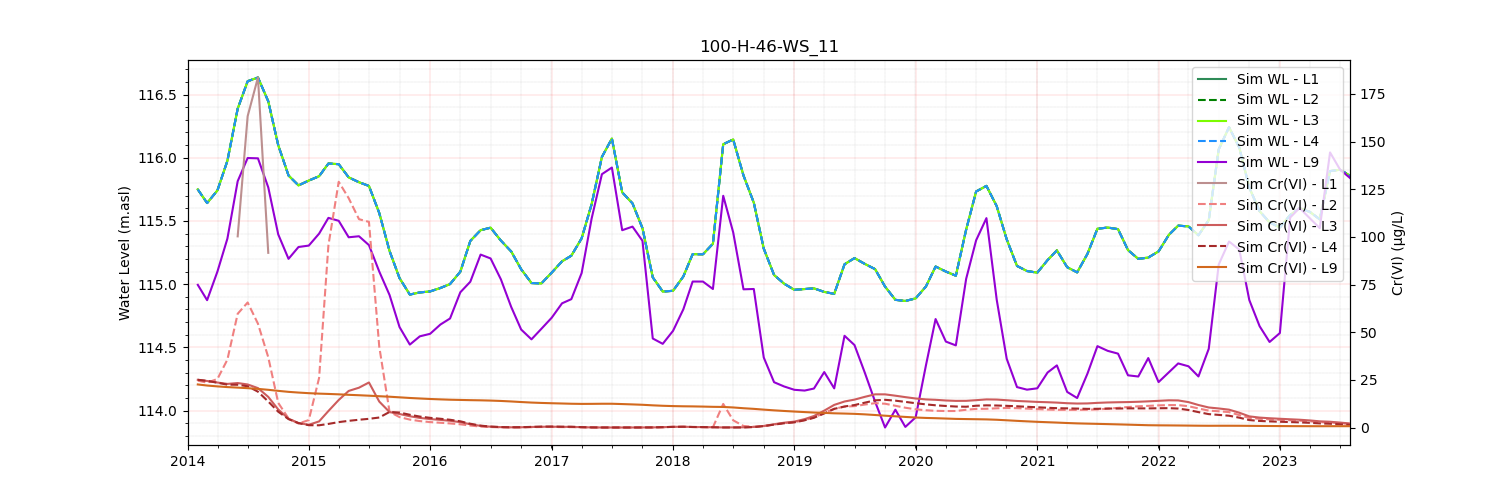 100-H-46-WS_11
Water Level (m.asl)
116.5
116.0
115.5
115.0
114.5
114.0
2014
2015
2016
2017
2018
2019
2020
2021
2022
2023
175
150
125
100
75
50
25
0
Cr(VI) (µg/L)
Sim WL - L1
Sim WL - L2
Sim WL - L3
Sim WL - L4
Sim WL - L9
Sim Cr(VI) - L1
Sim Cr(VI) - L2
Sim Cr(VI) - L3
Sim Cr(VI) - L4
Sim Cr(VI) - L9